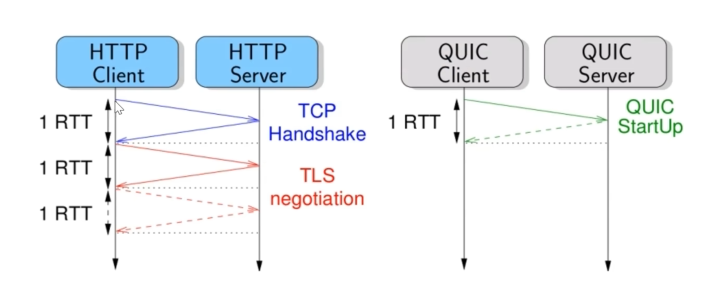 HTTP
Client
HTTP
Server
1 RTT
1 RTT
1 RTT
TCP
Handshake
TLS
negotiation
QUIC
Client
QUIC
Server
1 RTT
QUIC
StartUp